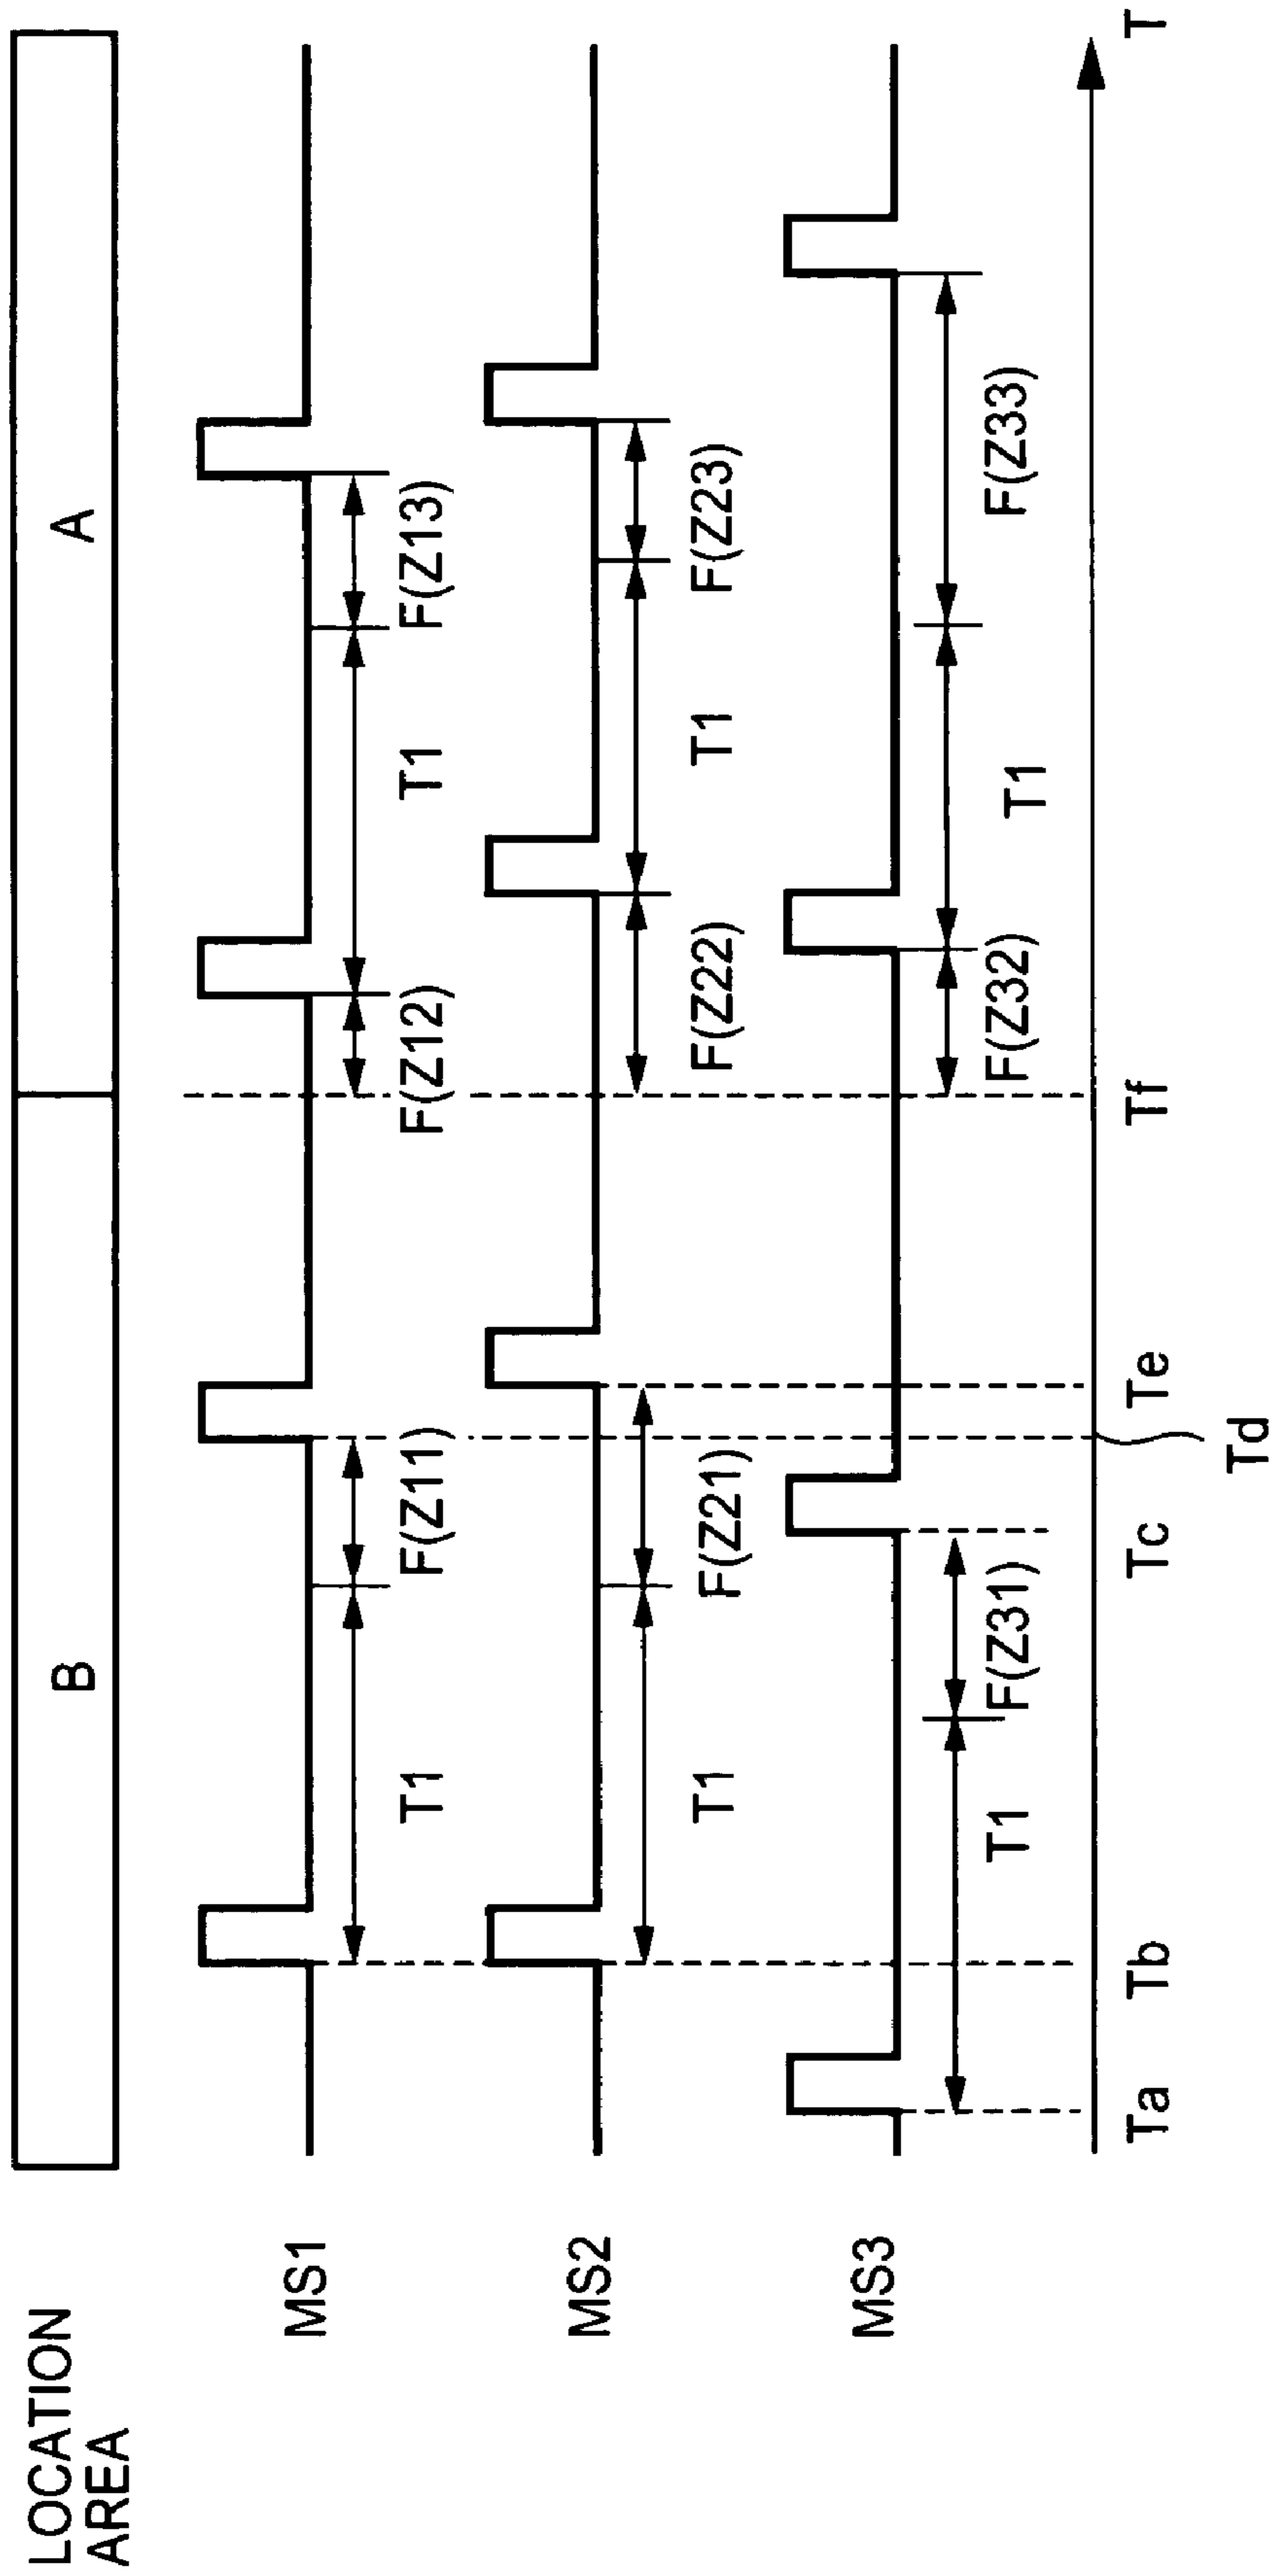 LOCATION
AREA
B
A
MS1
T1
F(Z11)
F(Z12)
T1
F(Z13)
MS2
T1
F(Z21)
F(Z22)
T1
F(Z23)
MS3
T1
F(Z31)
F(Z32)
T1
F(Z33)
Ta
Tb
Tc
Td
Te
Tf
T